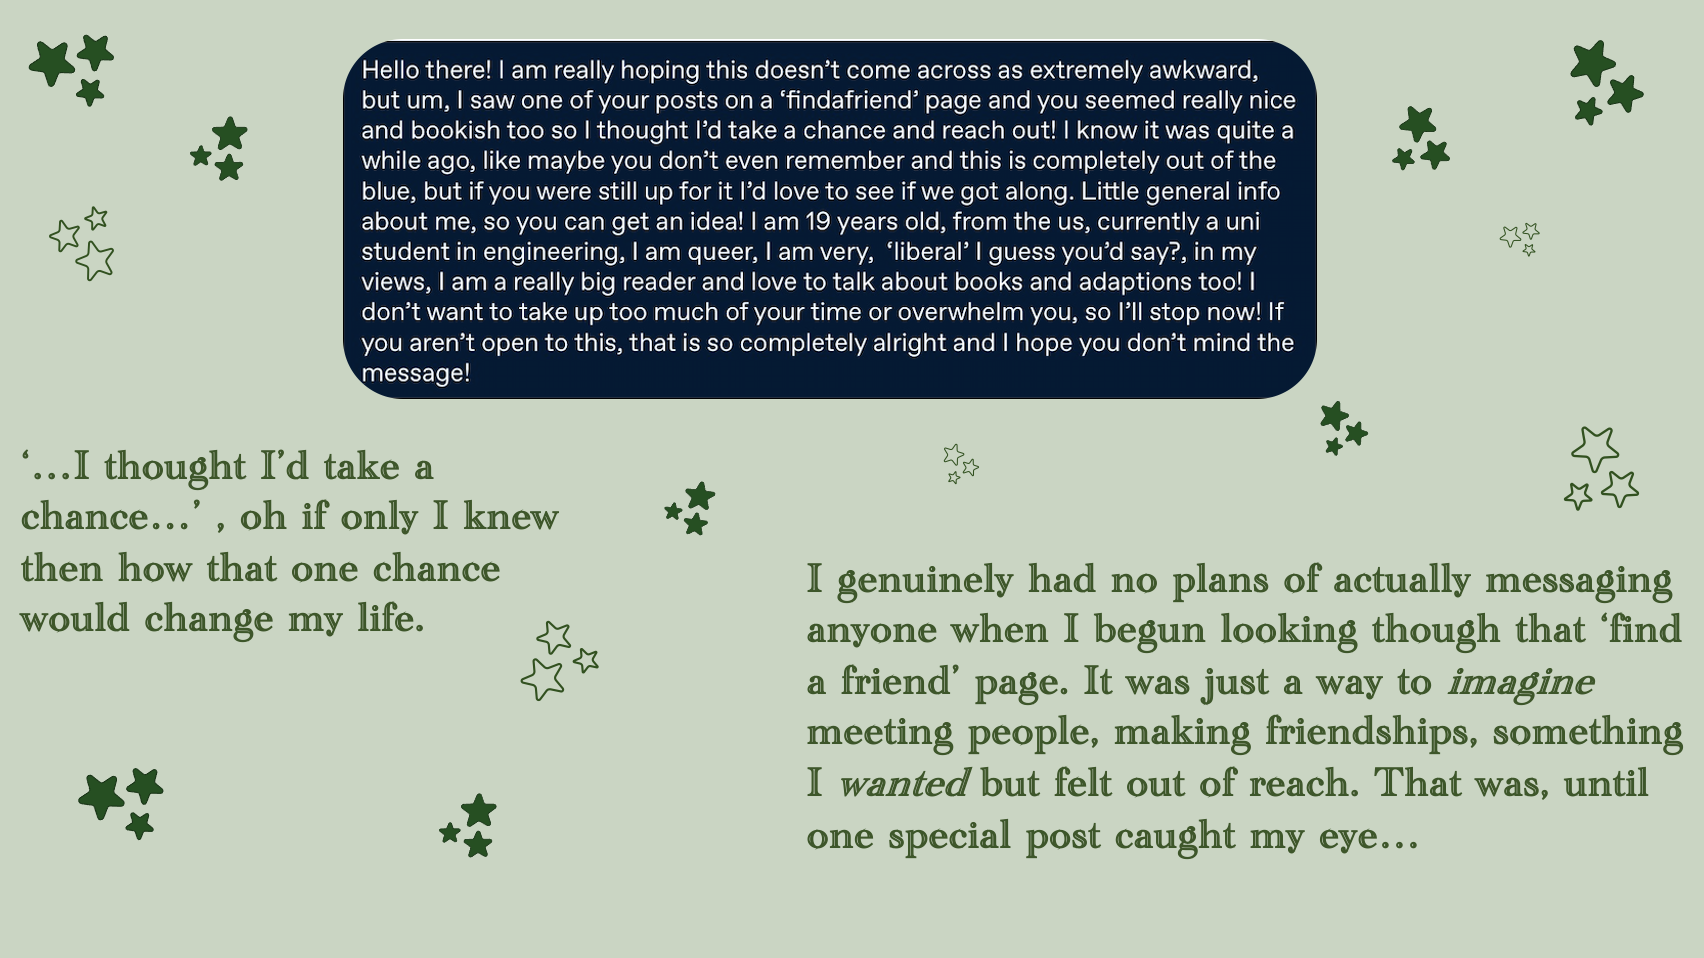 Hello there! I am really hoping this doesn’t come across as extremely awkward,
but um, I saw one of your posts on a ‘findafriend’ page and you seemed really nice
and bookish too so I thought I’d take a chance and reach out! I know it was quite a
while ago, like maybe you don’t even remember and this is completely out of the
blue, but if you were still up for it I’d love to see if we got along. Little general info
about me, so you can get an idea! I am 19 years old, from the us, currently a uni
student in engineering, I am queer, I am very,  ‘liberal’ I guess you’d say?, in my
views, I am a really big reader and love to talk about books and adaptions too! I
don’t want to take up too much of your time or overwhelm you, so I’ll stop now! If
you aren’t open to this, that is so completely alright and I hope you don’t mind the
message!
‘...I thought I’d take a
chance...’ , oh if only I knew
then how that one chance
would change my life.
I genuinely had no plans of actually messaging
anyone when I begun looking though that ‘find
a friend’ page. It was just a way to imagine
meeting people, making friendships, something
I wanted but felt out of reach. That was, until
one special post caught my eye...